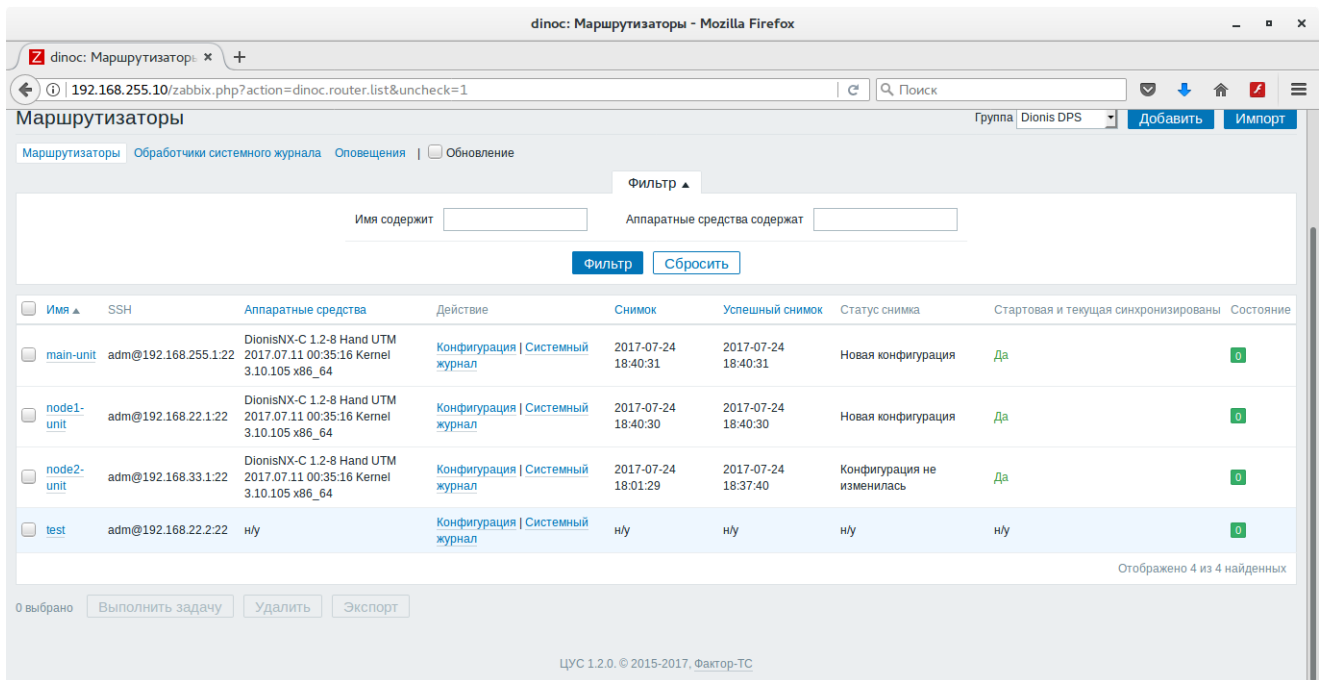 dinoc: Маршрутизаторы - Mozilla Firefox
dinoc: Маршрутизаторы
192.168.255.10/zabbix.php?action=dinoc.router.list&uncheck=1
Поиск
Маршрутизаторы
Группа Dionis DPS Добавить Импорт
Маршрутизаторы Обработчики системного журнала Оповещения | Обновление
Фильтр ▲
Имя содержит Аппаратные средства содержат
Фильтр Сбросить
Имя ▲ SSH Аппаратные средства Действие Снимок Успешный снимок Статус снимка Стартовая и текущая синхронизированы Состояние
DionisNX-C 1.2-8 Hand UTM
main-unit adm@192.168.255.1:22 2017.07.11 00:35:16 Kernel Конфигурация | Системный журнал 2017-07-24 18:40:31 2017-07-24 18:40:31 Новая конфигурация Да 0
3.10.105 x86_64
DionisNX-C 1.2-8 Hand UTM
node1-unit adm@192.168.22.1:22 2017.07.11 00:35:16 Kernel Конфигурация | Системный журнал 2017-07-24 18:40:30 2017-07-24 18:40:30 Новая конфигурация Да 0
3.10.105 x86_64
DionisNX-C 1.2-8 Hand UTM
node2-unit adm@192.168.33.1:22 2017.07.11 00:35:16 Kernel Конфигурация | Системный журнал 2017-07-24 18:01:29 2017-07-24 18:37:40 Конфигурация не изменилась Да 0
3.10.105 x86_64
test adm@192.168.22.2:22 н/у Конфигурация | Системный журнал н/у н/у н/у н/у 0
Отображено 4 из 4 найденных
0 выбрано Выполнить задачу Удалить Экспорт
ЦУС 1.2.0. © 2015-2017, Фактор-ТС